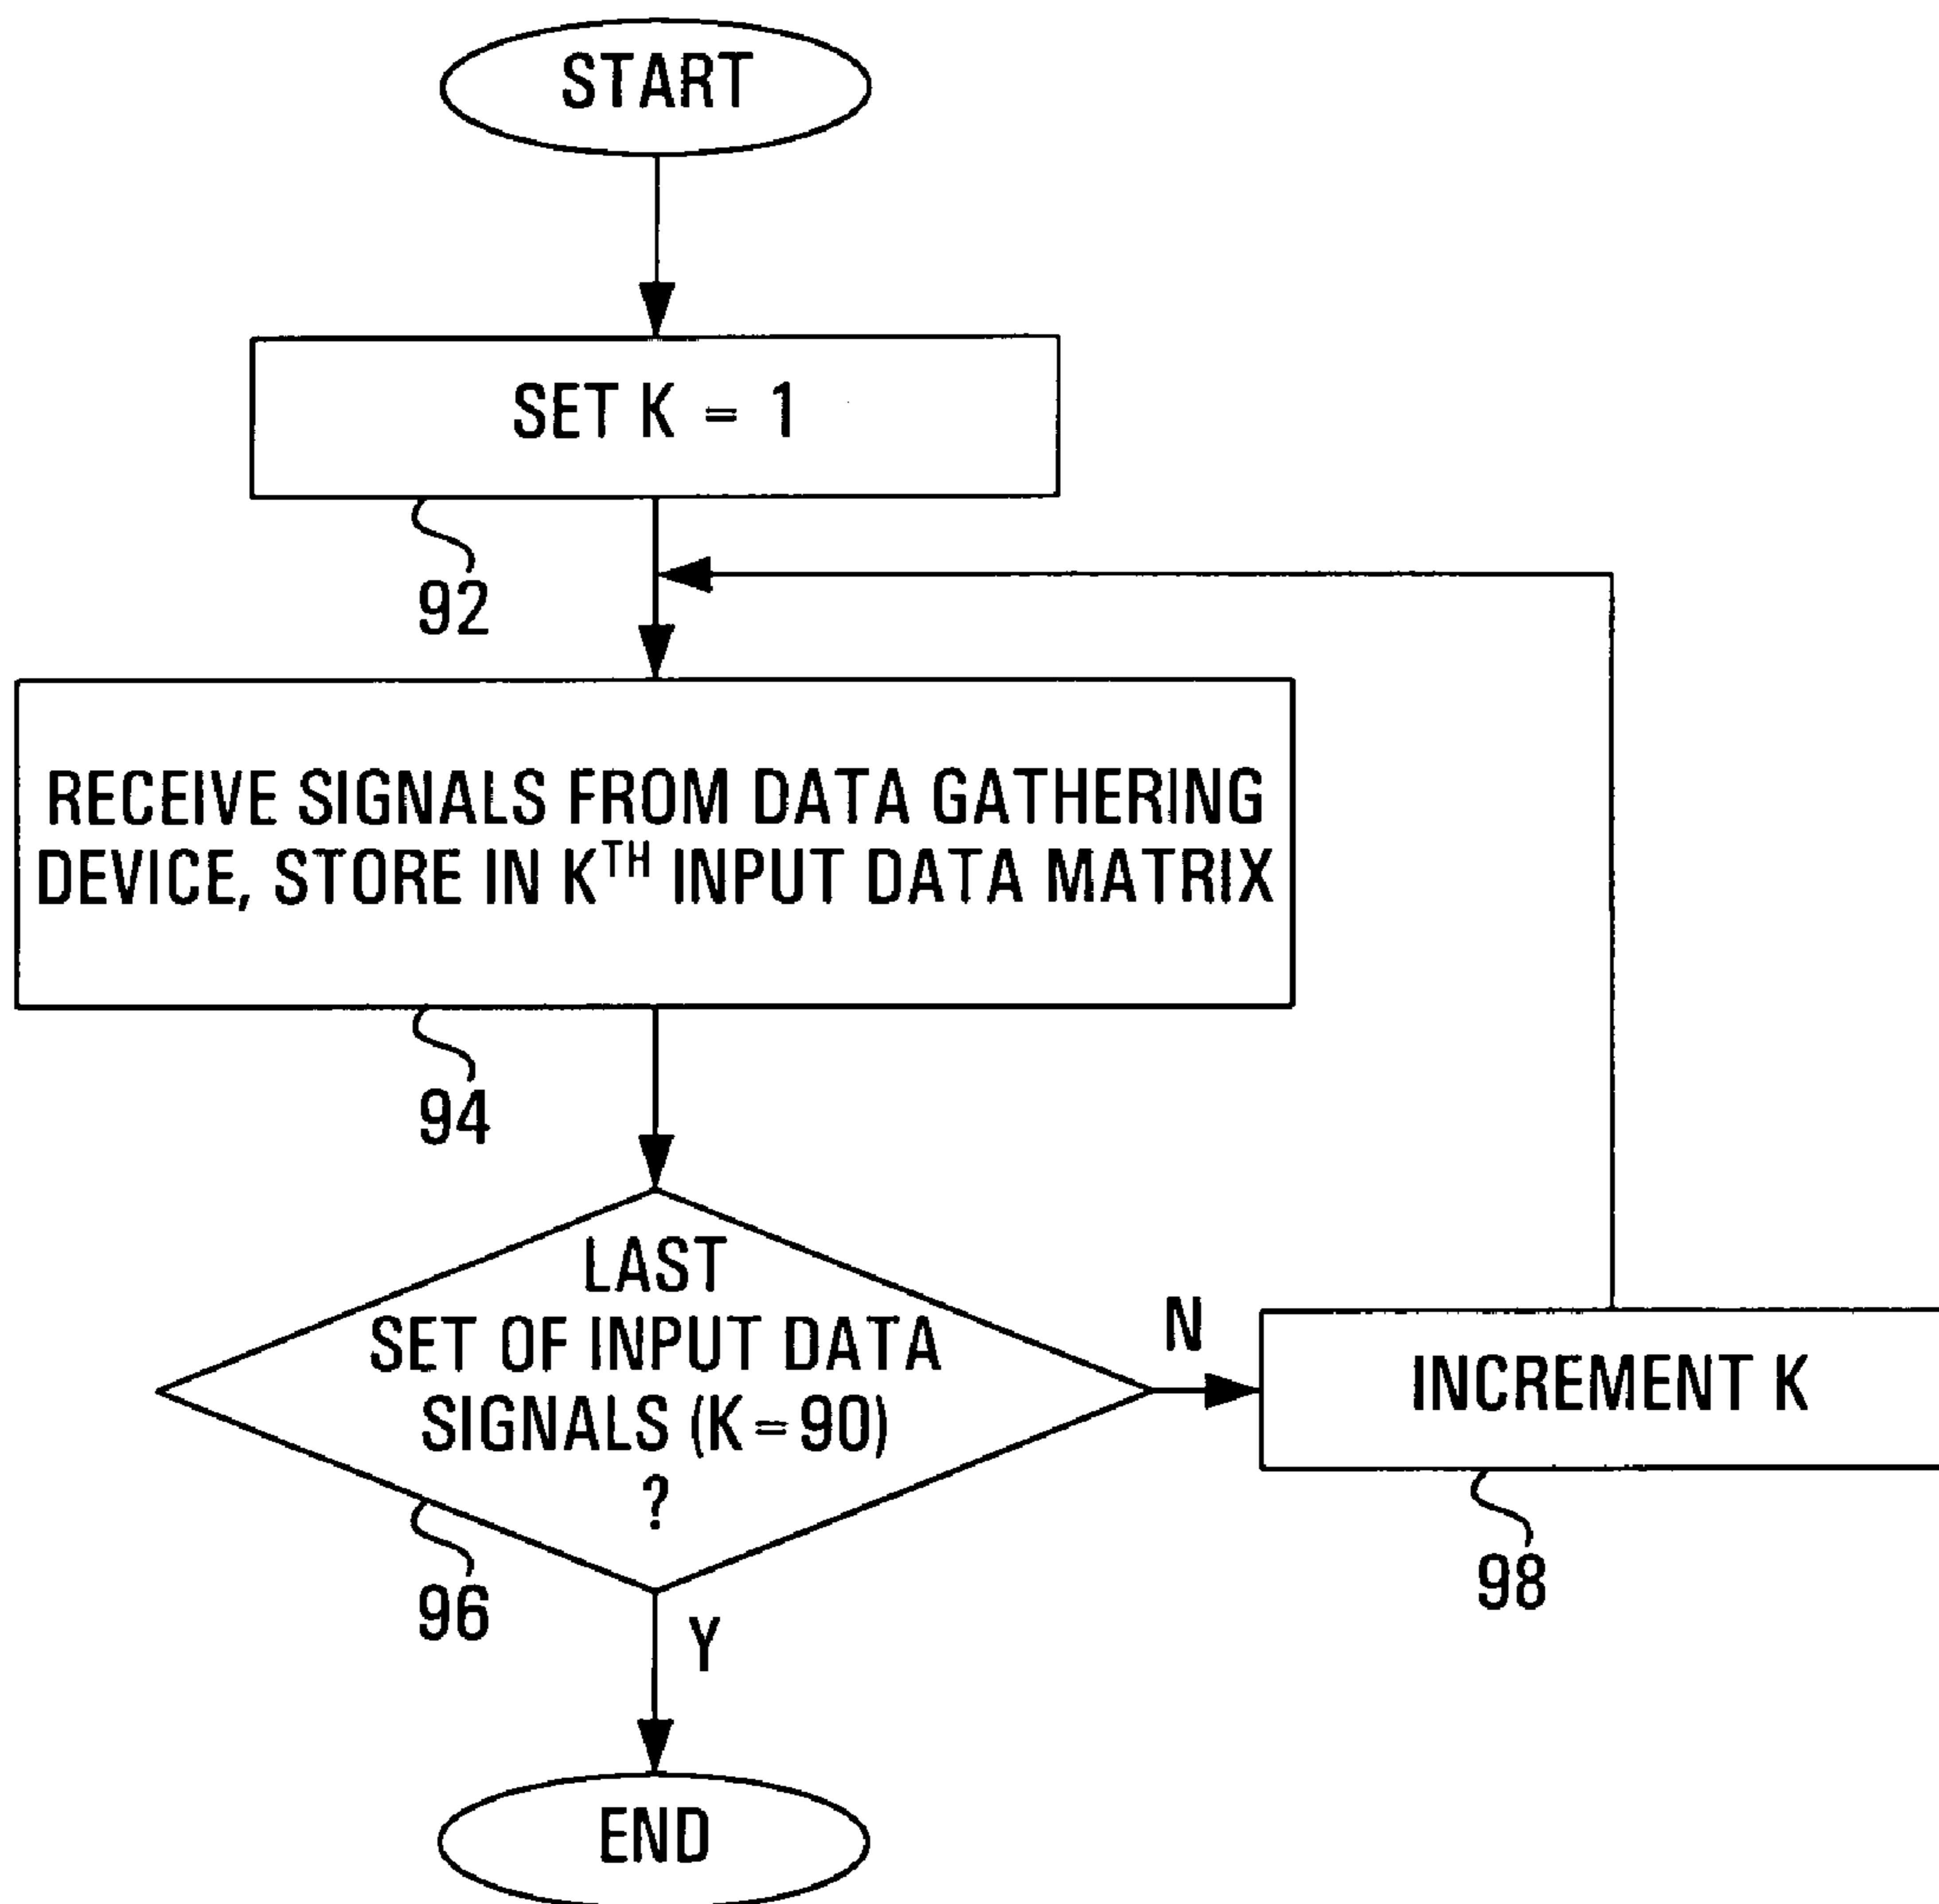 START
SET K = 1
92
RECEIVE SIGNALS FROM DATA GATHERING
DEVICE, STORE IN Kᵀᴴ INPUT DATA MATRIX
94
LAST
SET OF INPUT DATA
SIGNALS (K=90)
?
96
N
INCREMENT K
98
Y
END